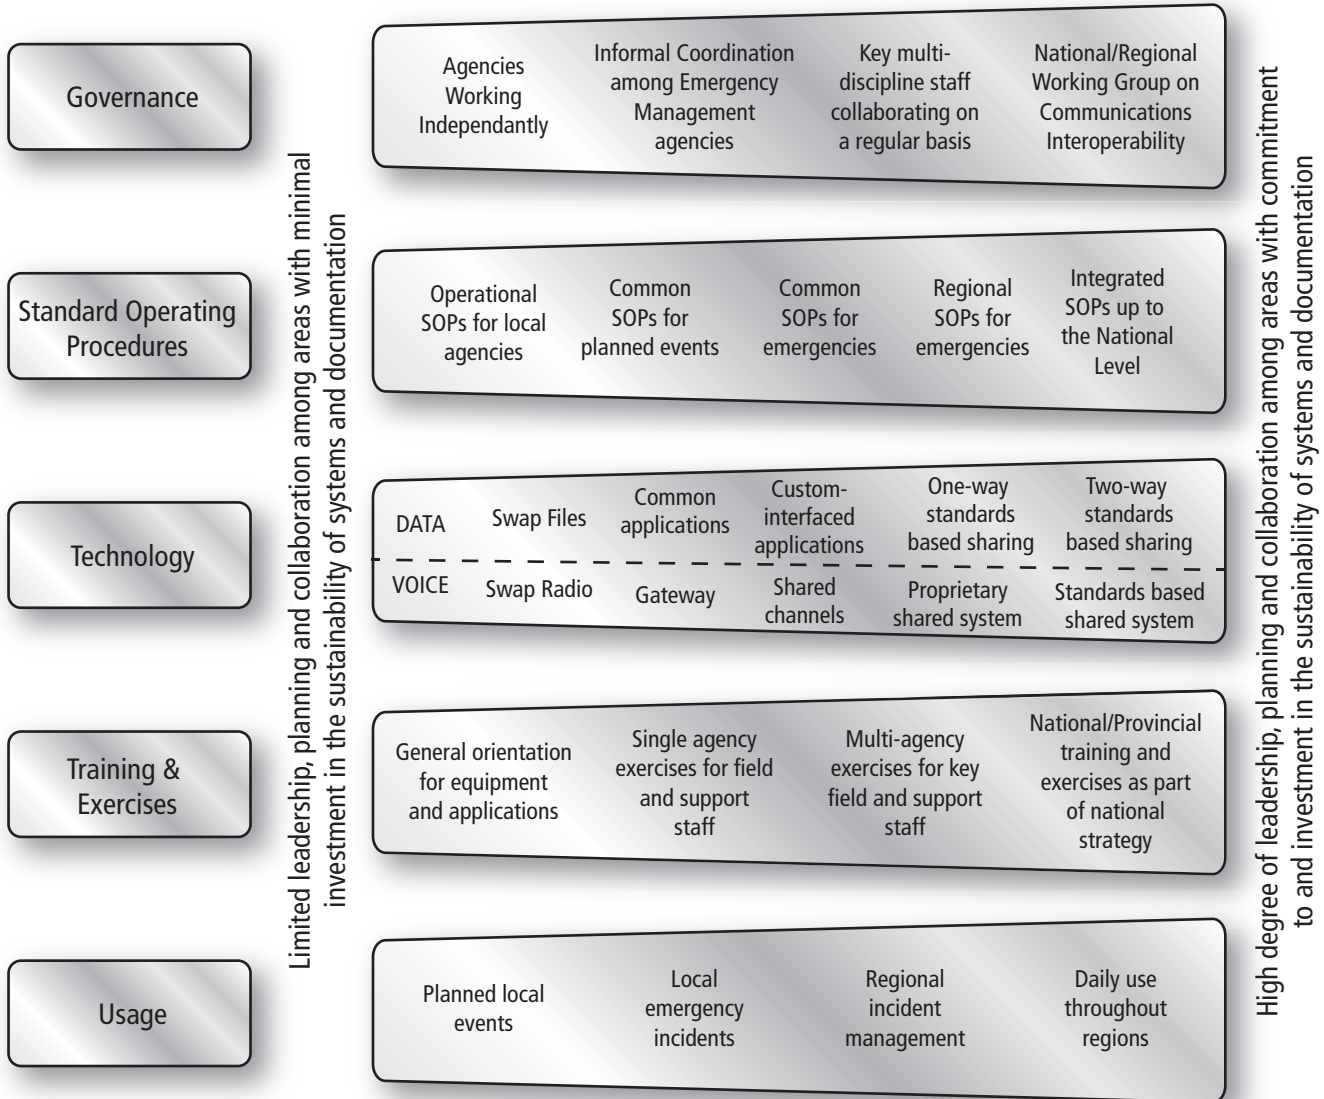 Governance
Agencies
Working
Independantly
Informal Coordination
among Emergency
Management
agencies
Key multi-
discipline staff
collaborating on
a regular basis
National/Regional
Working Group on
Communications
Interoperability
Limited leadership, planning and collaboration among areas with minimal
investment in the sustainability of systems and documentation
High degree of leadership, planning and collaboration among areas with commitment
to and investment in the sustainability of systems and documentation
Standard Operating
Procedures
Operational
SOPs for local
agencies
Common
SOPs for
planned events
Common
SOPs for
emergencies
Regional
SOPs for
emergencies
Integrated
SOPs up to
the National
Level
Technology
DATA
Swap Files
Common
applications
Custom-
interfaced
applications
One-way
standards
based sharing
Two-way
standards
based sharing
VOICE
Swap Radio
Gateway
Shared
channels
Proprietary
shared system
Standards based
shared system
Training &
Exercises
General orientation
for equipment
and applications
Single agency
exercises for field
and support
staff
Multi-agency
exercises for key
field and support
staff
National/Provincial
training and
exercises as part
of national
strategy
Usage
Planned local
events
Local
emergency
incidents
Regional
incident
management
Daily use
throughout
regions